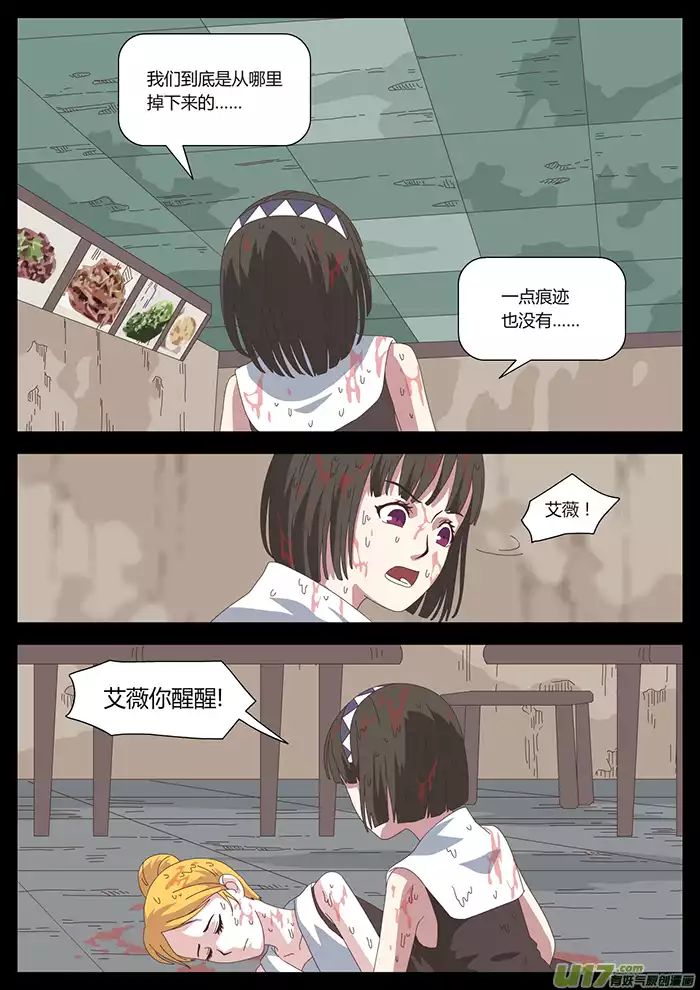 我们到底是从哪里
掉下来的……
一点痕迹
也没有……
艾薇！
艾薇你醒醒!
U17.com
有妖气原创漫画